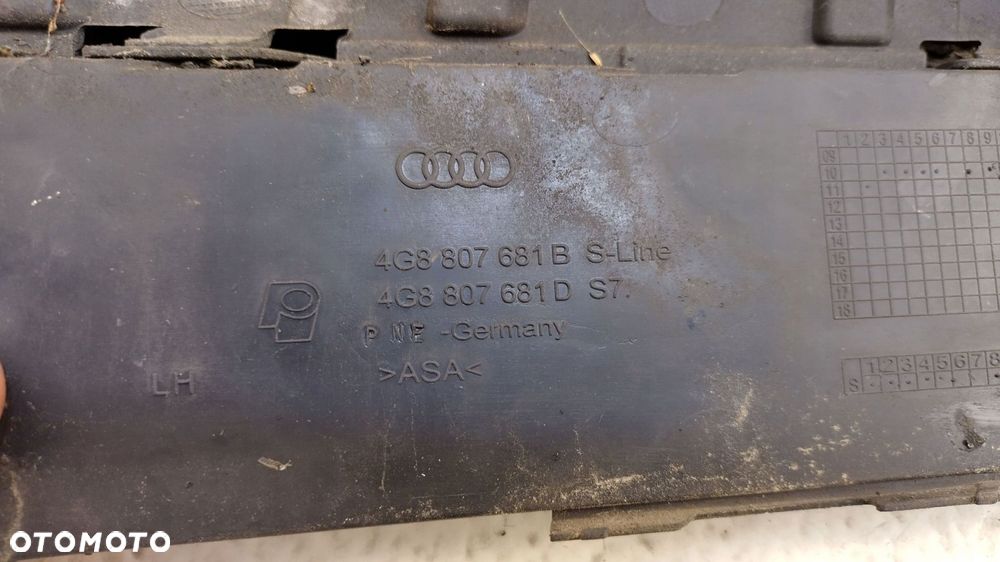 4G8 807 681 B S-Line
4G8 807 681 D S7.
PNE -Germany
>ASA<
LH
1 2 3 4 5 6 7 8 9
09
10
11
12
13
14
15
16
17
18
1 2 3 4 5 6 7 8
S
OTOMOTO